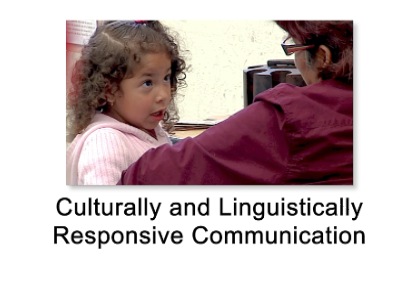 Culturally and Linguistically
Responsive Communication